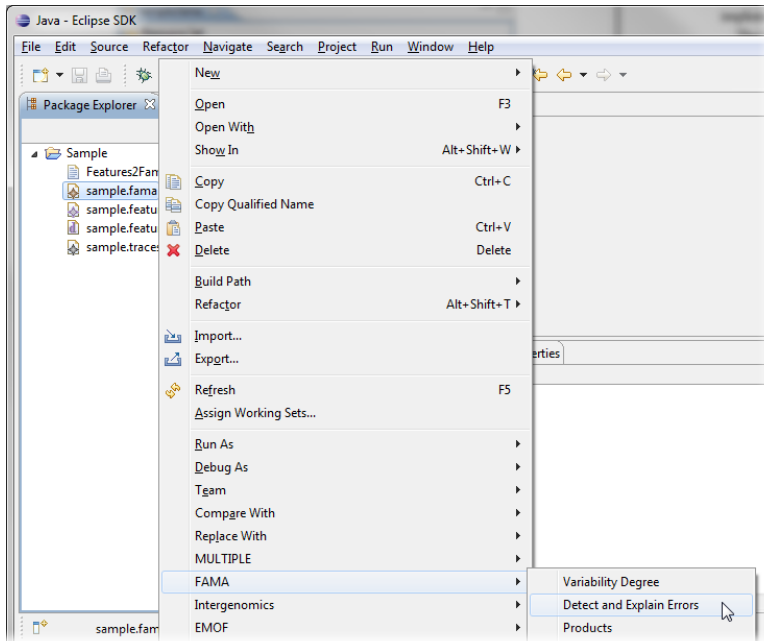 Java - Eclipse SDK
File Edit Source Refactor Navigate Search Project Run Window Help
New
Package Explorer
Open F3
Open With
Show In Alt+Shift+W
Sample
Features2Fam
sample.fama
sample.featu
sample.featu
sample.traces
Copy Ctrl+C
Copy Qualified Name
Paste Ctrl+V
Delete Delete
Build Path
Refactor Alt+Shift+T
Import...
Export...
erties
Refresh F5
Assign Working Sets...
Run As
Debug As
Team
Compare With
Replace With
MULTIPLE
FAMA
Variability Degree
Intergenomics
Detect and Explain Errors
sample.fam
EMOF
Products